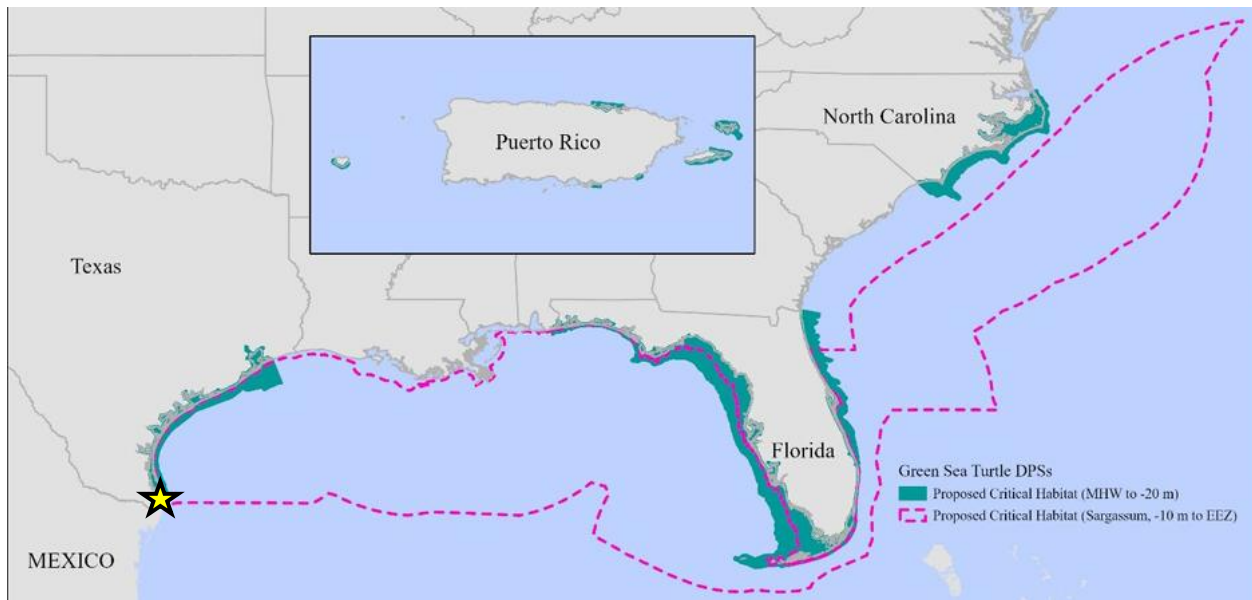 North Carolina
Puerto Rico
Texas
Florida
Green Sea Turtle DPSs
Proposed Critical Habitat (MHW to -20 m)
Proposed Critical Habitat (Sargassum, -10 m to EEZ)
MEXICO